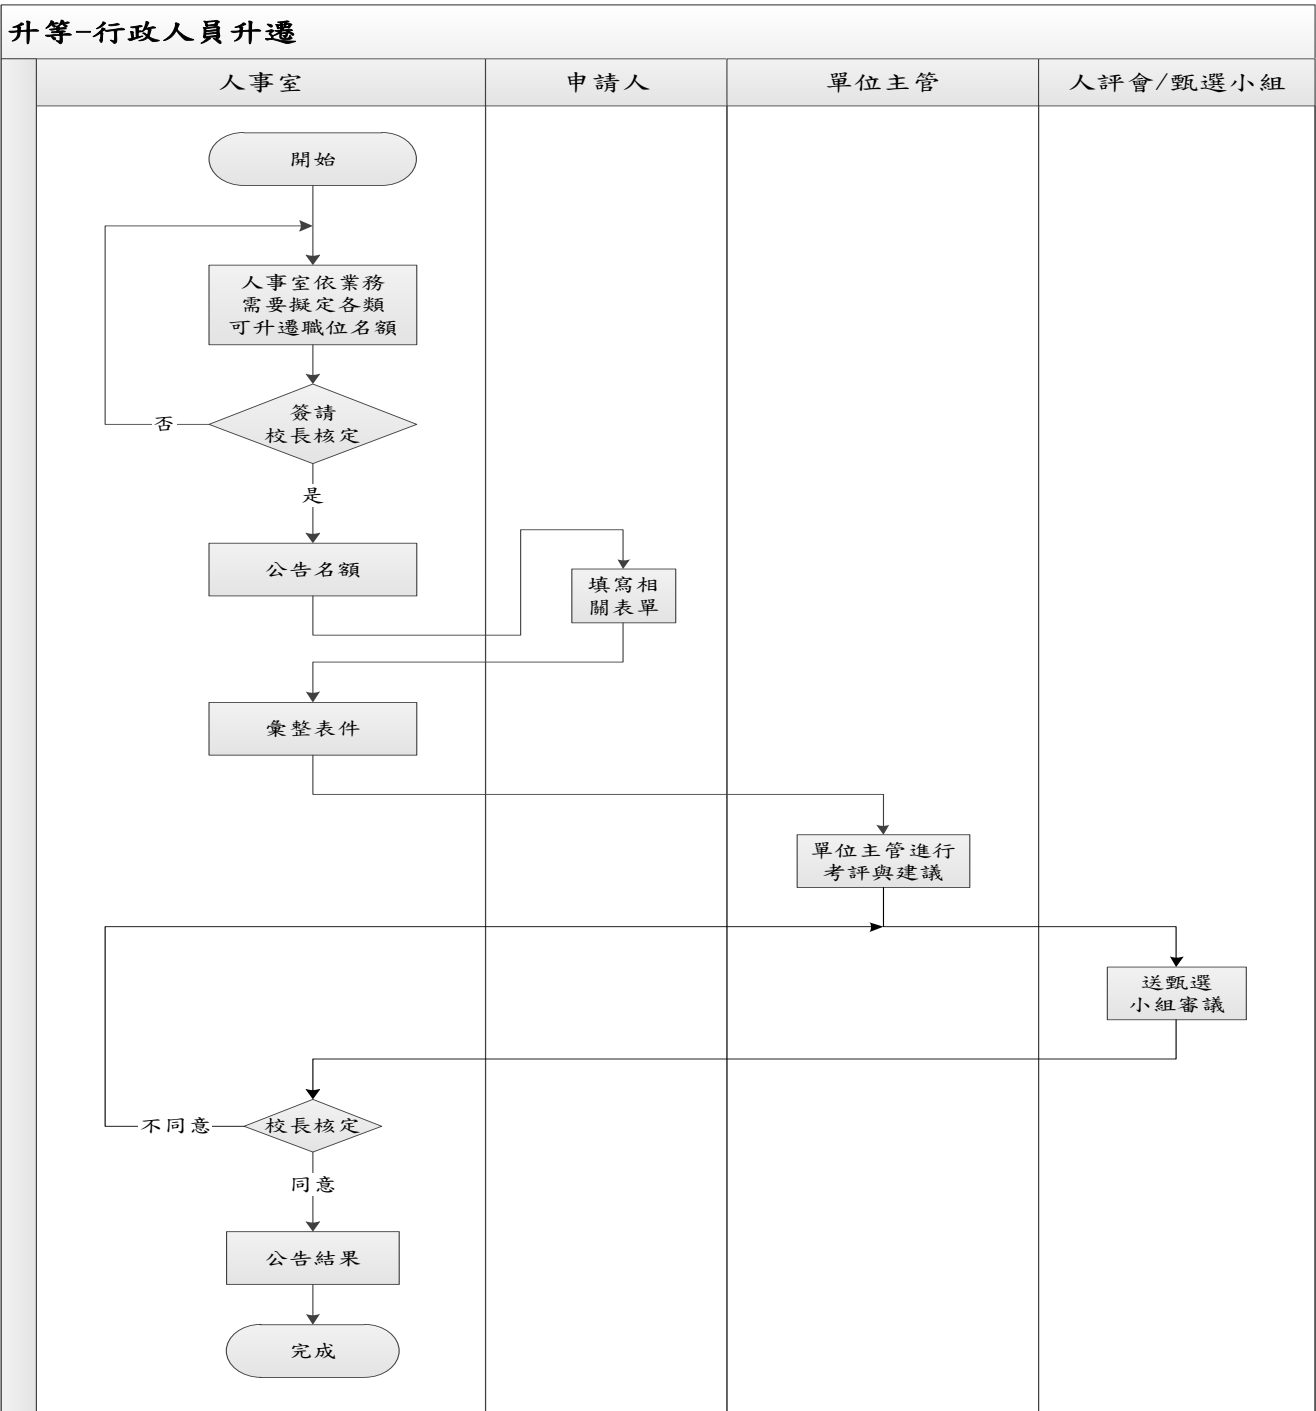 升等-行政人員升遷
人事室
申請人
單位主管
人評會/甄選小組
開始
人事室依業務
需要擬定各類
可升遷職位名額
簽請
校長核定
否
是
公告名額
填寫相
關表單
彙整表件
單位主管進行
考評與建議
送甄選
小組審議
校長核定
不同意
同意
公告結果
完成